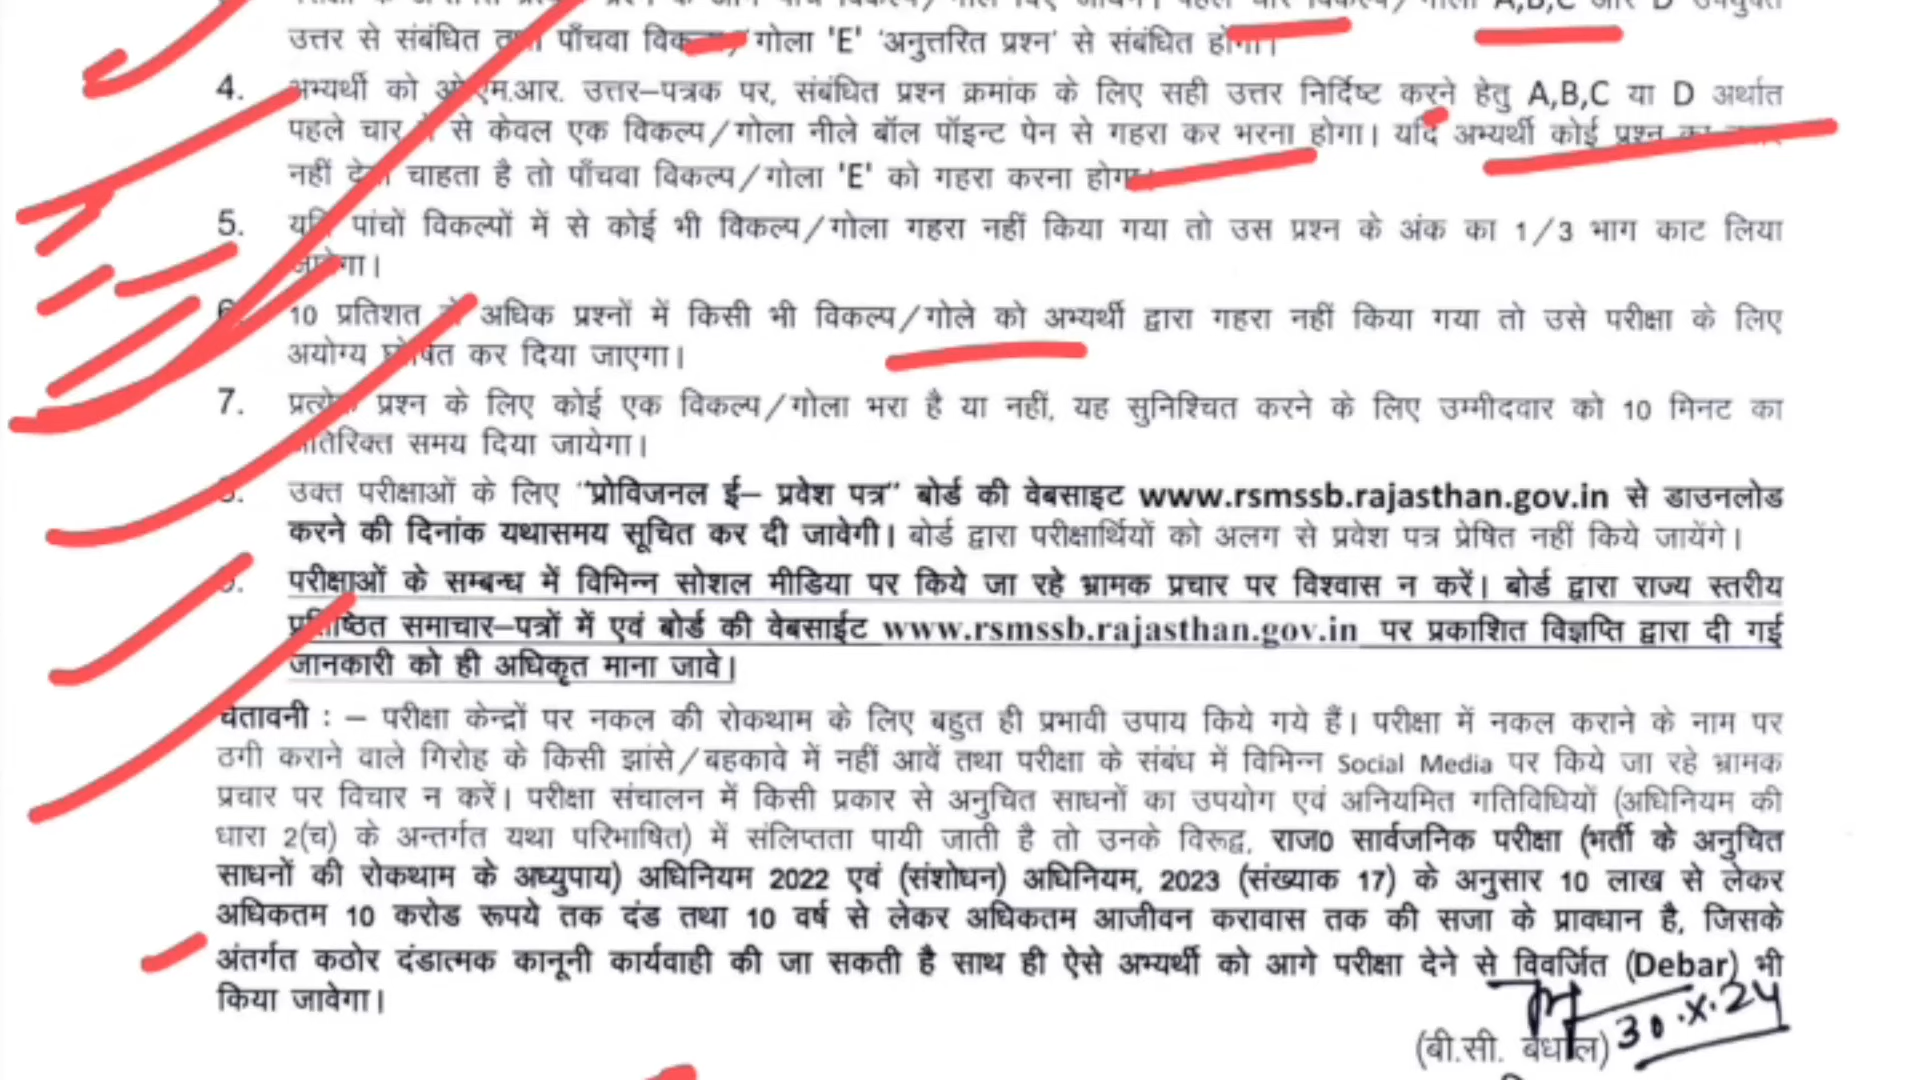 उत्तर से संबंधित तथा पाँचवा विकल्प/गोला 'E' 'अनुत्तरित प्रश्न' से संबंधित होगा।
4. अभ्यर्थी को ओ.एम.आर. उत्तर–पत्रक पर, संबंधित प्रश्न क्रमांक के लिए सही उत्तर निर्दिष्ट करने हेतु A,B,C या D अर्थात
पहले चार में से केवल एक विकल्प/गोला नीले बॉल पॉइन्ट पेन से गहरा कर भरना होगा। यदि अभ्यर्थी कोई प्रश्न का उत्तर
नहीं देना चाहता है तो पाँचवा विकल्प/गोला 'E' को गहरा करना होगा।
5. यदि पांचों विकल्पों में से कोई भी विकल्प/गोला गहरा नहीं किया गया तो उस प्रश्न के अंक का 1/3 भाग काट लिया
जावेगा।
6. 10 प्रतिशत से अधिक प्रश्नों में किसी भी विकल्प/गोले को अभ्यर्थी द्वारा गहरा नहीं किया गया तो उसे परीक्षा के लिए
अयोग्य घोषित कर दिया जाएगा।
7. प्रत्येक प्रश्न के लिए कोई एक विकल्प/गोला भरा है या नहीं, यह सुनिश्चित करने के लिए उम्मीदवार को 10 मिनट का
अतिरिक्त समय दिया जायेगा।
8. उक्त परीक्षाओं के लिए "प्रोविजनल ई– प्रवेश पत्र" बोर्ड की वेबसाइट www.rsmssb.rajasthan.gov.in से डाउनलोड
करने की दिनांक यथासमय सूचित कर दी जावेगी। बोर्ड द्वारा परीक्षार्थियों को अलग से प्रवेश पत्र प्रेषित नहीं किये जायेंगे।
परीक्षाओं के सम्बन्ध में विभिन्न सोशल मीडिया पर किये जा रहे भ्रामक प्रचार पर विश्वास न करें। बोर्ड द्वारा राज्य स्तरीय
प्रतिष्ठित समाचार–पत्रों में एवं बोर्ड की वेबसाईट www.rsmssb.rajasthan.gov.in पर प्रकाशित विज्ञप्ति द्वारा दी गई
जानकारी को ही अधिकृत माना जावे।
चेतावनी : – परीक्षा केन्द्रों पर नकल की रोकथाम के लिए बहुत ही प्रभावी उपाय किये गये हैं। परीक्षा में नकल कराने के नाम पर
ठगी कराने वाले गिरोह के किसी झांसे/बहकावे में नहीं आवें तथा परीक्षा के संबंध में विभिन्न Social Media पर किये जा रहे भ्रामक
प्रचार पर विचार न करें। परीक्षा संचालन में किसी प्रकार से अनुचित साधनों का उपयोग एवं अनियमित गतिविधियों (अधिनियम की
धारा 2(च) के अन्तर्गत यथा परिभाषित) में संलिप्तता पायी जाती है तो उनके विरूद्व, राज0 सार्वजनिक परीक्षा (भर्ती के अनुचित
साधनों की रोकथाम के अध्युपाय) अधिनियम 2022 एवं (संशोधन) अधिनियम, 2023 (संख्याक 17) के अनुसार 10 लाख से लेकर
अधिकतम 10 करोड रूपये तक दंड तथा 10 वर्ष से लेकर अधिकतम आजीवन करावास तक की सजा के प्रावधान है, जिसके
अंतर्गत कठोर दंडात्मक कानूनी कार्यवाही की जा सकती है साथ ही ऐसे अभ्यर्थी को आगे परीक्षा देने से विवर्जित (Debar) भी
किया जावेगा।
30.X.24
(बी.सी. बधाल)